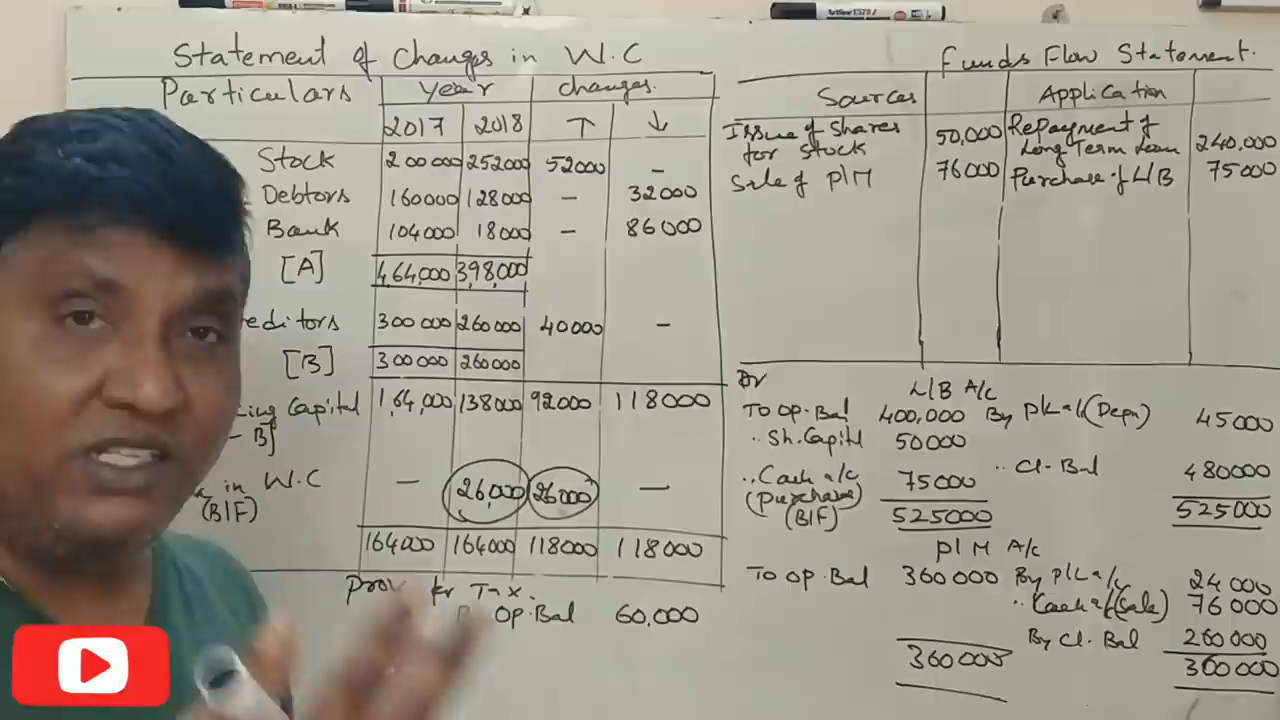 Statement of Changes in W.C
Particulars Year Changes.
2017 2018 ↑ ↓
Stock 200000 252000 52000 -
Debtors 160000 128000 - 32000
Bank 104000 18000 - 86000
[A] 4,64,000 3,98,000
editors 300000 260000 40000 -
[B] 300000 260000
king Capital 1,64,000 138000 92000 118000
- B]
in W.C - 26,000 26000 -
(B/F)
164000 164000 118000 118000
Prov for Tax.
Op.Bal 60,000
Funds Flow Statement.
Sources Application
Issue of Shares 50,000 Repayment of 240,000
for Stock Long Term Loan
Sale of P/M 76000 Purchase of L/B 75000
Dr L/B A/c
To Op.Bal 400,000 By P/L a/c (Depn) 45000
" Sh.Capital 50000
" Cash a/c 75000 " Cl.Bal 480000
(Purchase)
(B/F) 525000 525000
P/M A/c
To Op.Bal 360000 By P/L a/c 24000
" Cash a/c (Sale) 76000
By Cl.Bal 260000
360000 360000